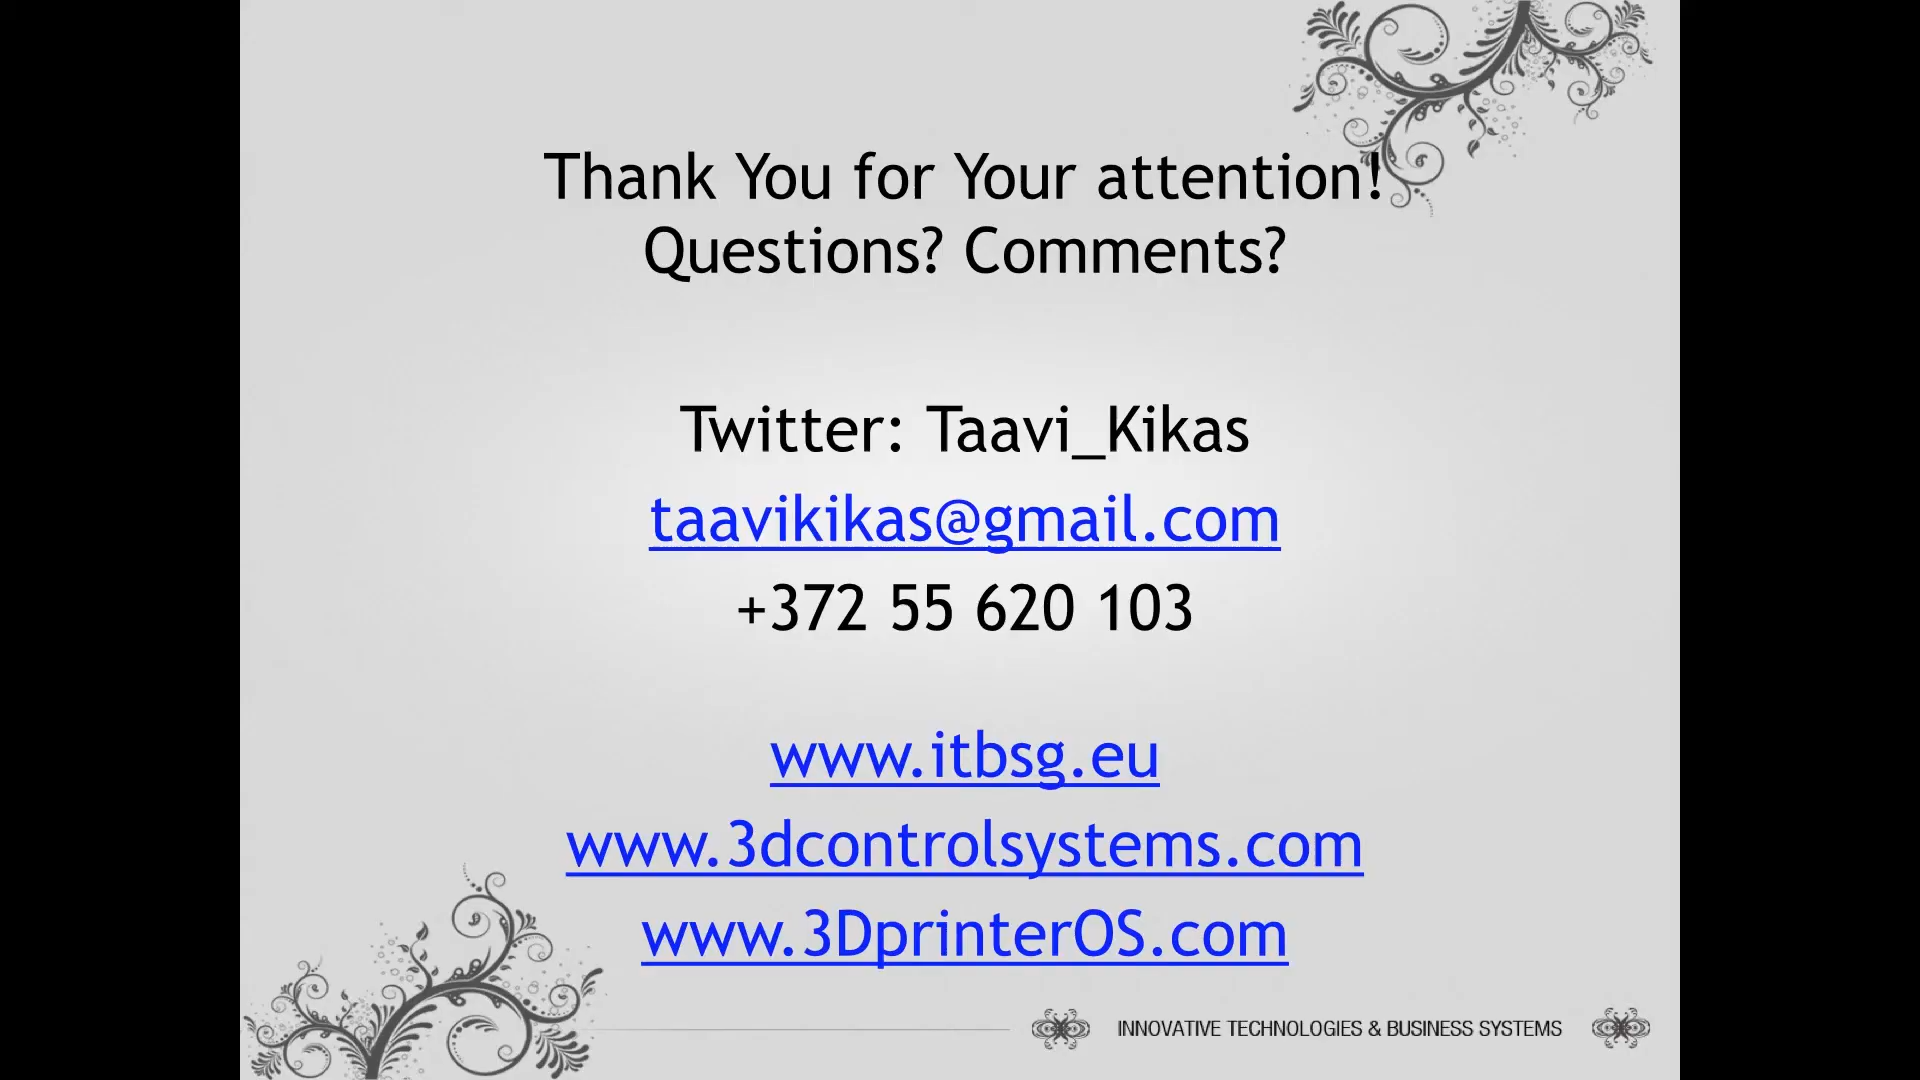 Thank You for Your attention!
Questions? Comments?
Twitter: Taavi_Kikas
taavikikas@gmail.com
+372 55 620 103
www.itbsg.eu
www.3dcontrolsystems.com
www.3DprinterOS.com
INNOVATIVE TECHNOLOGIES & BUSINESS SYSTEMS